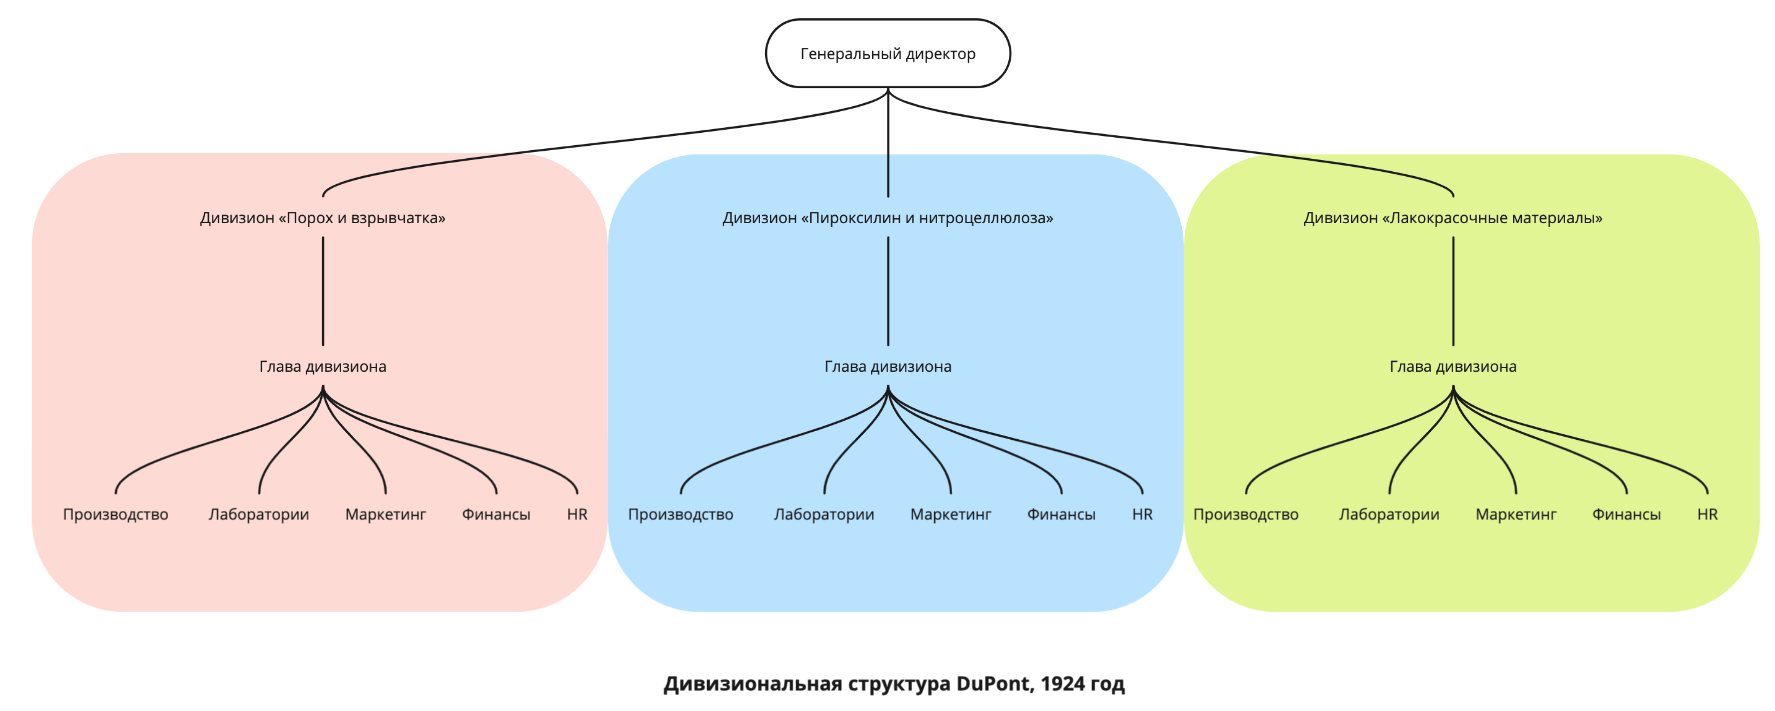 Генеральный директор
Дивизион «Порох и взрывчатка»
Дивизион «Пироксилин и нитроцеллюлоза»
Дивизион «Лакокрасочные материалы»
Глава дивизиона
Глава дивизиона
Глава дивизиона
Производство Лаборатории Маркетинг Финансы HR
Производство Лаборатории Маркетинг Финансы HR
Производство Лаборатории Маркетинг Финансы HR
Дивизиональная структура DuPont, 1924 год